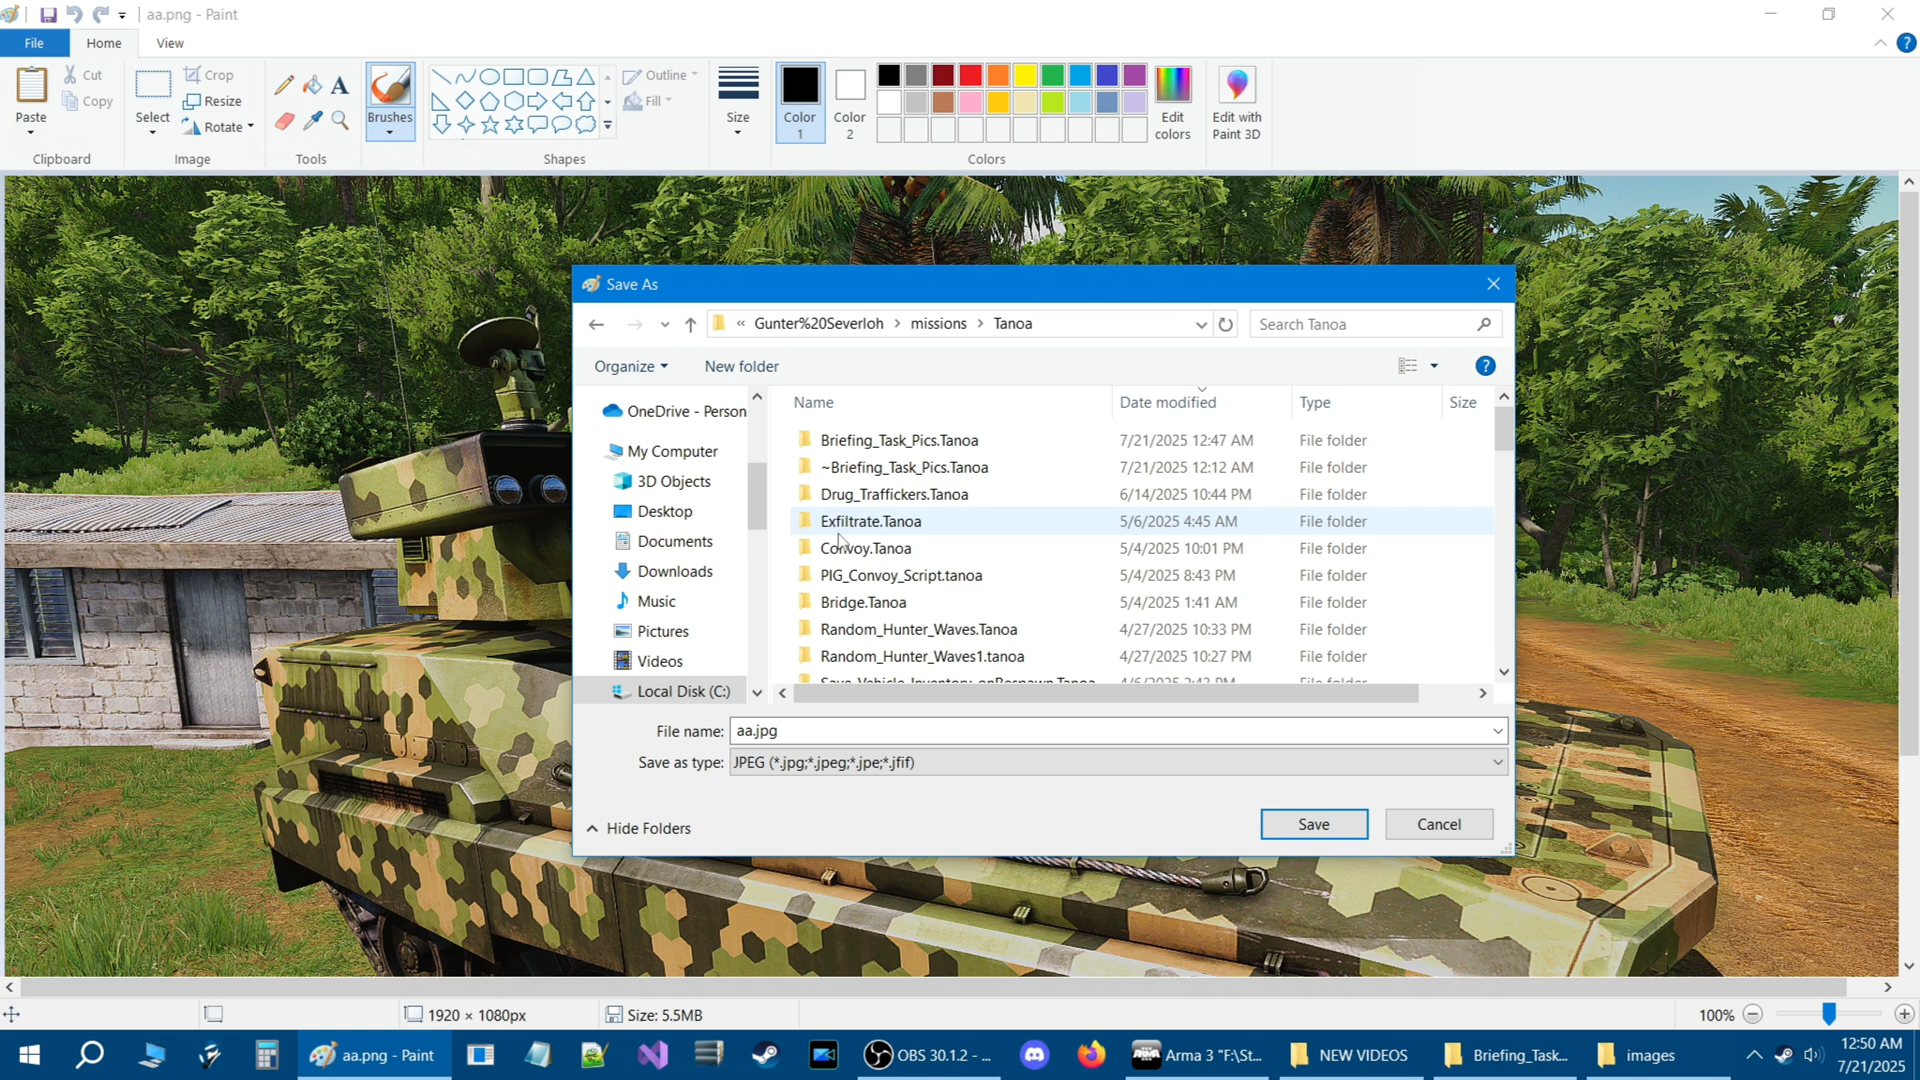 aa.png - Paint
File
Home
View
Paste
Cut
Copy
Clipboard
Select
Crop
Resize
Rotate
Image
Tools
Brushes
Shapes
Outline
Fill
Size
Color
1
Color
2
Edit
colors
Edit with
Paint 3D
Colors
Save As
« Gunter%20Severloh > missions > Tanoa
Search Tanoa
Organize
New folder
OneDrive - Person
My Computer
3D Objects
Desktop
Documents
Downloads
Music
Pictures
Videos
Local Disk (C:)
Name Date modified Type Size
Briefing_Task_Pics.Tanoa 7/21/2025 12:47 AM File folder
~Briefing_Task_Pics.Tanoa 7/21/2025 12:12 AM File folder
Drug_Traffickers.Tanoa 6/14/2025 10:44 PM File folder
Exfiltrate.Tanoa 5/6/2025 4:45 AM File folder
Convoy.Tanoa 5/4/2025 10:01 PM File folder
PIG_Convoy_Script.tanoa 5/4/2025 8:43 PM File folder
Bridge.Tanoa 5/4/2025 1:41 AM File folder
Random_Hunter_Waves.Tanoa 4/27/2025 10:33 PM File folder
Random_Hunter_Waves1.tanoa 4/27/2025 10:27 PM File folder
Save_Vehicle_Inventory_onRespawn.Tanoa 4/6/2025 2:43 PM File folder
File name: aa.jpg
Save as type: JPEG (*.jpg;*.jpeg;*.jpe;*.jfif)
Hide Folders
Save
Cancel
1920 × 1080px
Size: 5.5MB
100%
aa.png - Paint
OBS 30.1.2 - ...
Arma 3 "F:\St...
NEW VIDEOS
Briefing_Task...
images
12:50 AM
7/21/2025